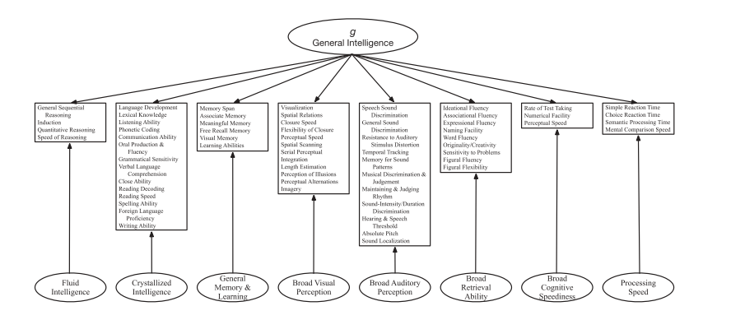 g
General Intelligence
General Sequential
Reasoning
Induction
Quantitative Reasoning
Speed of Reasoning
Language Development
Lexical Knowledge
Listening Ability
Phonetic Coding
Communication Ability
Oral Production &
Fluency
Grammatical Sensitivity
Verbal Language
Comprehension
Close Ability
Reading Decoding
Reading Speed
Spelling Ability
Foreign Language
Proficiency
Writing Ability
Memory Span
Associate Memory
Meaningful Memory
Free Recall Memory
Visual Memory
Learning Abilities
Visualization
Spatial Relations
Closure Speed
Flexibility of Closure
Perceptual Speed
Spatial Scanning
Serial Perceptual
Integration
Length Estimation
Perception of Illusions
Perceptual Alternations
Imagery
Speech Sound
Discrimination
General Sound
Discrimination
Resistance to Auditory
Stimulus Distortion
Temporal Tracking
Memory for Sound
Patterns
Musical Discrimination &
Judgement
Maintaining & Judging
Rhythm
Sound-Intensity/Duration
Discrimination
Hearing & Speech
Threshold
Absolute Pitch
Sound Localization
Ideational Fluency
Associational Fluency
Expressional Fluency
Naming Facility
Word Fluency
Originality/Creativity
Sensitivity to Problems
Figural Fluency
Figural Flexibility
Rate of Test Taking
Numerical Facility
Perceptual Speed
Simple Reaction Time
Choice Reaction Time
Semantic Processing Time
Mental Comparison Speed
Fluid
Intelligence
Crystallized
Intelligence
General
Memory &
Learning
Broad Visual
Perception
Broad Auditory
Perception
Broad
Retrieval
Ability
Broad
Cognitive
Speediness
Processing
Speed